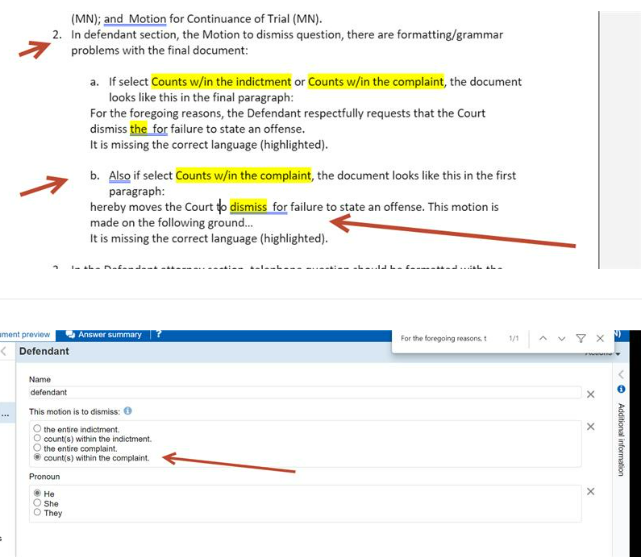 (MN); and Motion for Continuance of Trial (MN).
2. In defendant section, the Motion to dismiss question, there are formatting/grammar
problems with the final document:
a. If select Counts w/in the indictment or Counts w/in the complaint, the document
looks like this in the final paragraph:
For the foregoing reasons, the Defendant respectfully requests that the Court
dismiss the for failure to state an offense.
It is missing the correct language (highlighted).
b. Also if select Counts w/in the complaint, the document looks like this in the first
paragraph:
hereby moves the Court to dismiss for failure to state an offense. This motion is
made on the following ground...
It is missing the correct language (highlighted).
ment preview Answer summary ?
For the foregoing reasons, t 1/1
Defendant
Name
defendant
This motion is to dismiss:
the entire indictment.
count(s) within the indictment.
the entire complaint.
count(s) within the complaint.
Pronoun
He
She
They
Additional information